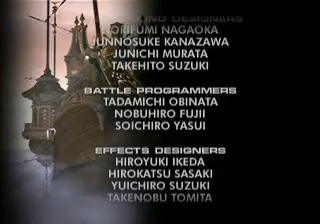 DESIGNERS
NAGAOKA
JUNNOSUKE KANAZAWA
JUNICHI MURATA
TAKEHITO SUZUKI
BATTLE PROGRAMMERS
TADAMICHI OBINATA
NOBUHIRO FUJII
SOICHIRO YASUI
EFFECTS DESIGNERS
HIROYUKI IKEDA
HIROKATSU SASAKI
YUICHIRO SUZUKI
TAKENOBU TOMITA